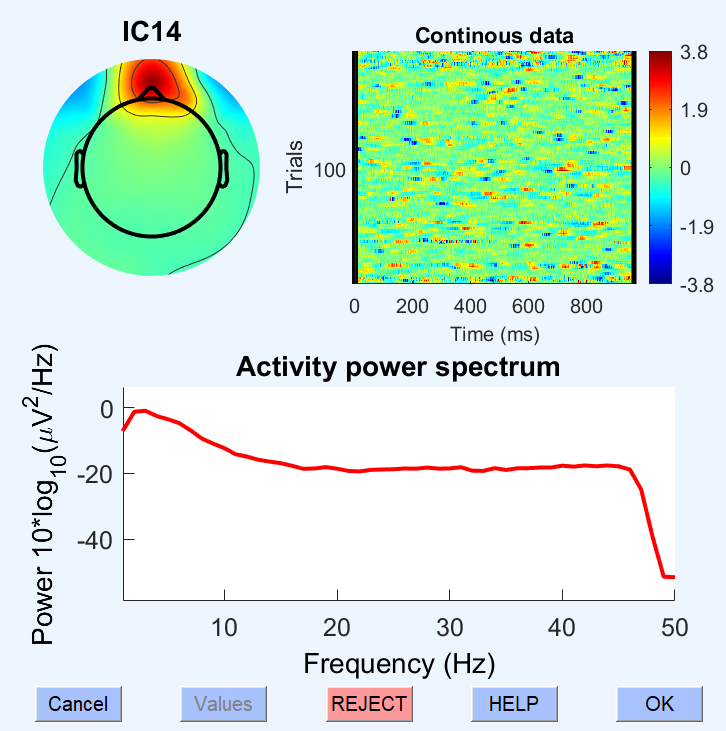 IC14
Continous data
Trials
100
3.8
1.9
0
-1.9
-3.8
0 200 400 600 800
Time (ms)
Activity power spectrum
Power 10*log10(μV2/Hz)
0
-20
-40
10 20 30 40 50
Frequency (Hz)
Cancel Values REJECT HELP OK